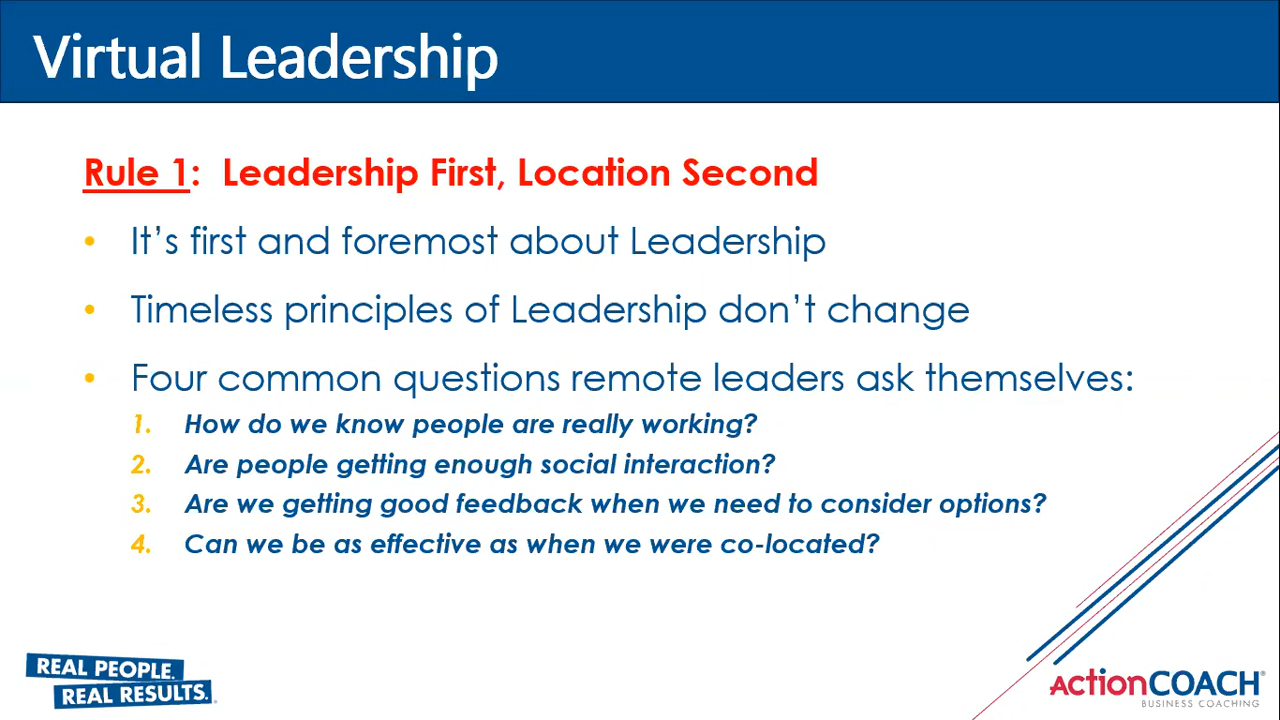 Virtual Leadership
Rule 1:  Leadership First, Location Second
• It’s first and foremost about Leadership
• Timeless principles of Leadership don’t change
• Four common questions remote leaders ask themselves:
1. How do we know people are really working?
2. Are people getting enough social interaction?
3. Are we getting good feedback when we need to consider options?
4. Can we be as effective as when we were co-located?
REAL PEOPLE.
REAL RESULTS.
ActionCOACH®
BUSINESS COACHING